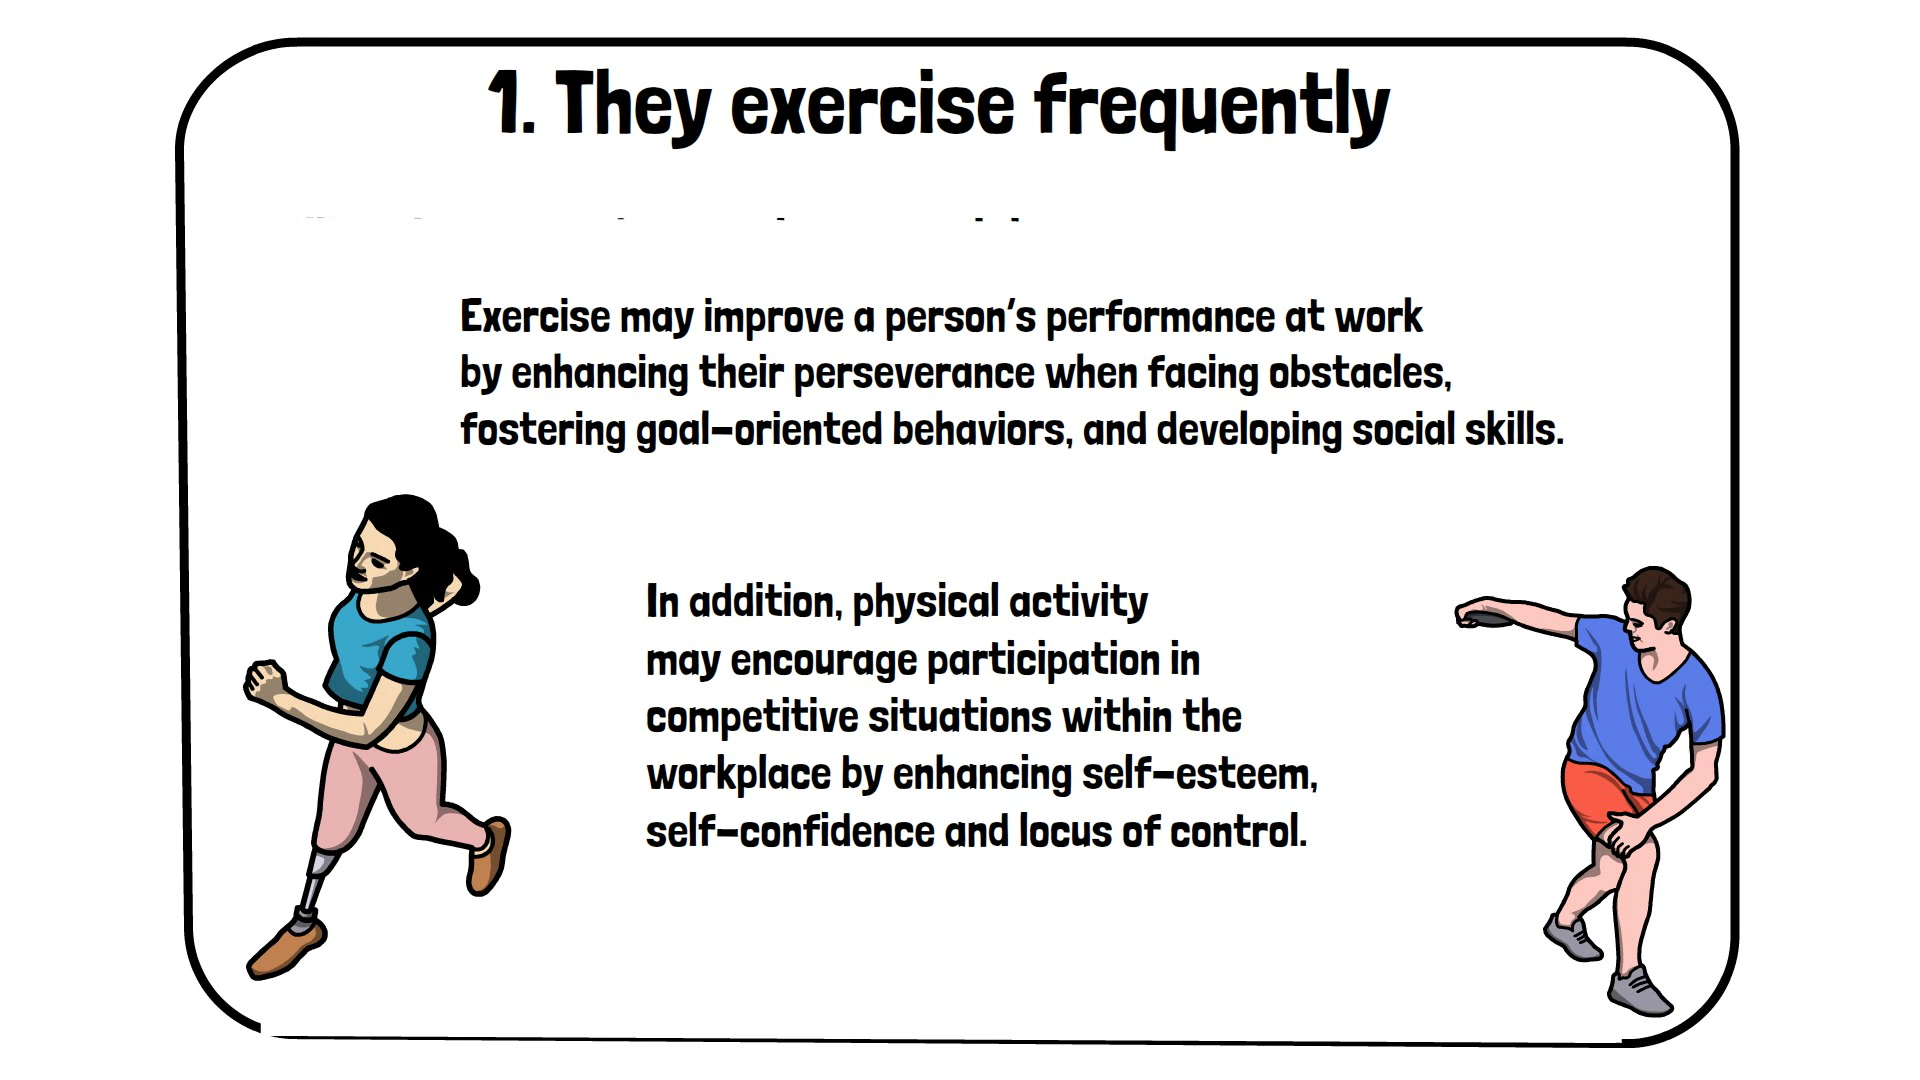 1. They exercise frequently
Exercise may improve a person's performance at work
by enhancing their perseverance when facing obstacles,
fostering goal-oriented behaviors, and developing social skills.
In addition, physical activity
may encourage participation in
competitive situations within the
workplace by enhancing self-esteem,
self-confidence and locus of control.